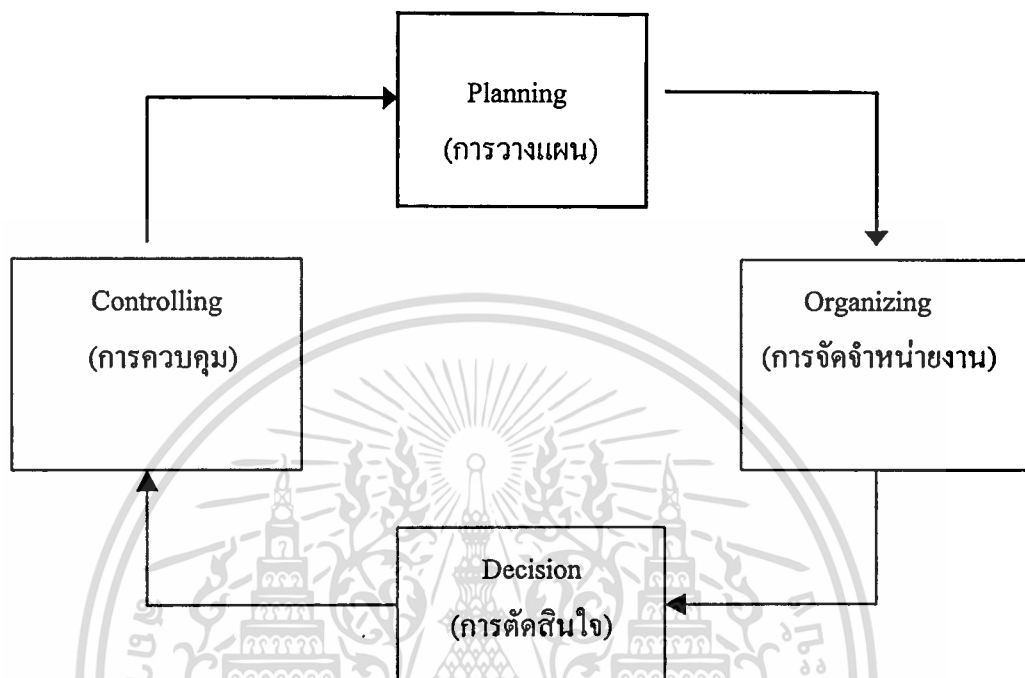 Planning
(การวางแผน)
Controlling
(การควบคุม)
Organizing
(การจัดจำหน่ายงาน)
Decision
(การตัดสินใจ)